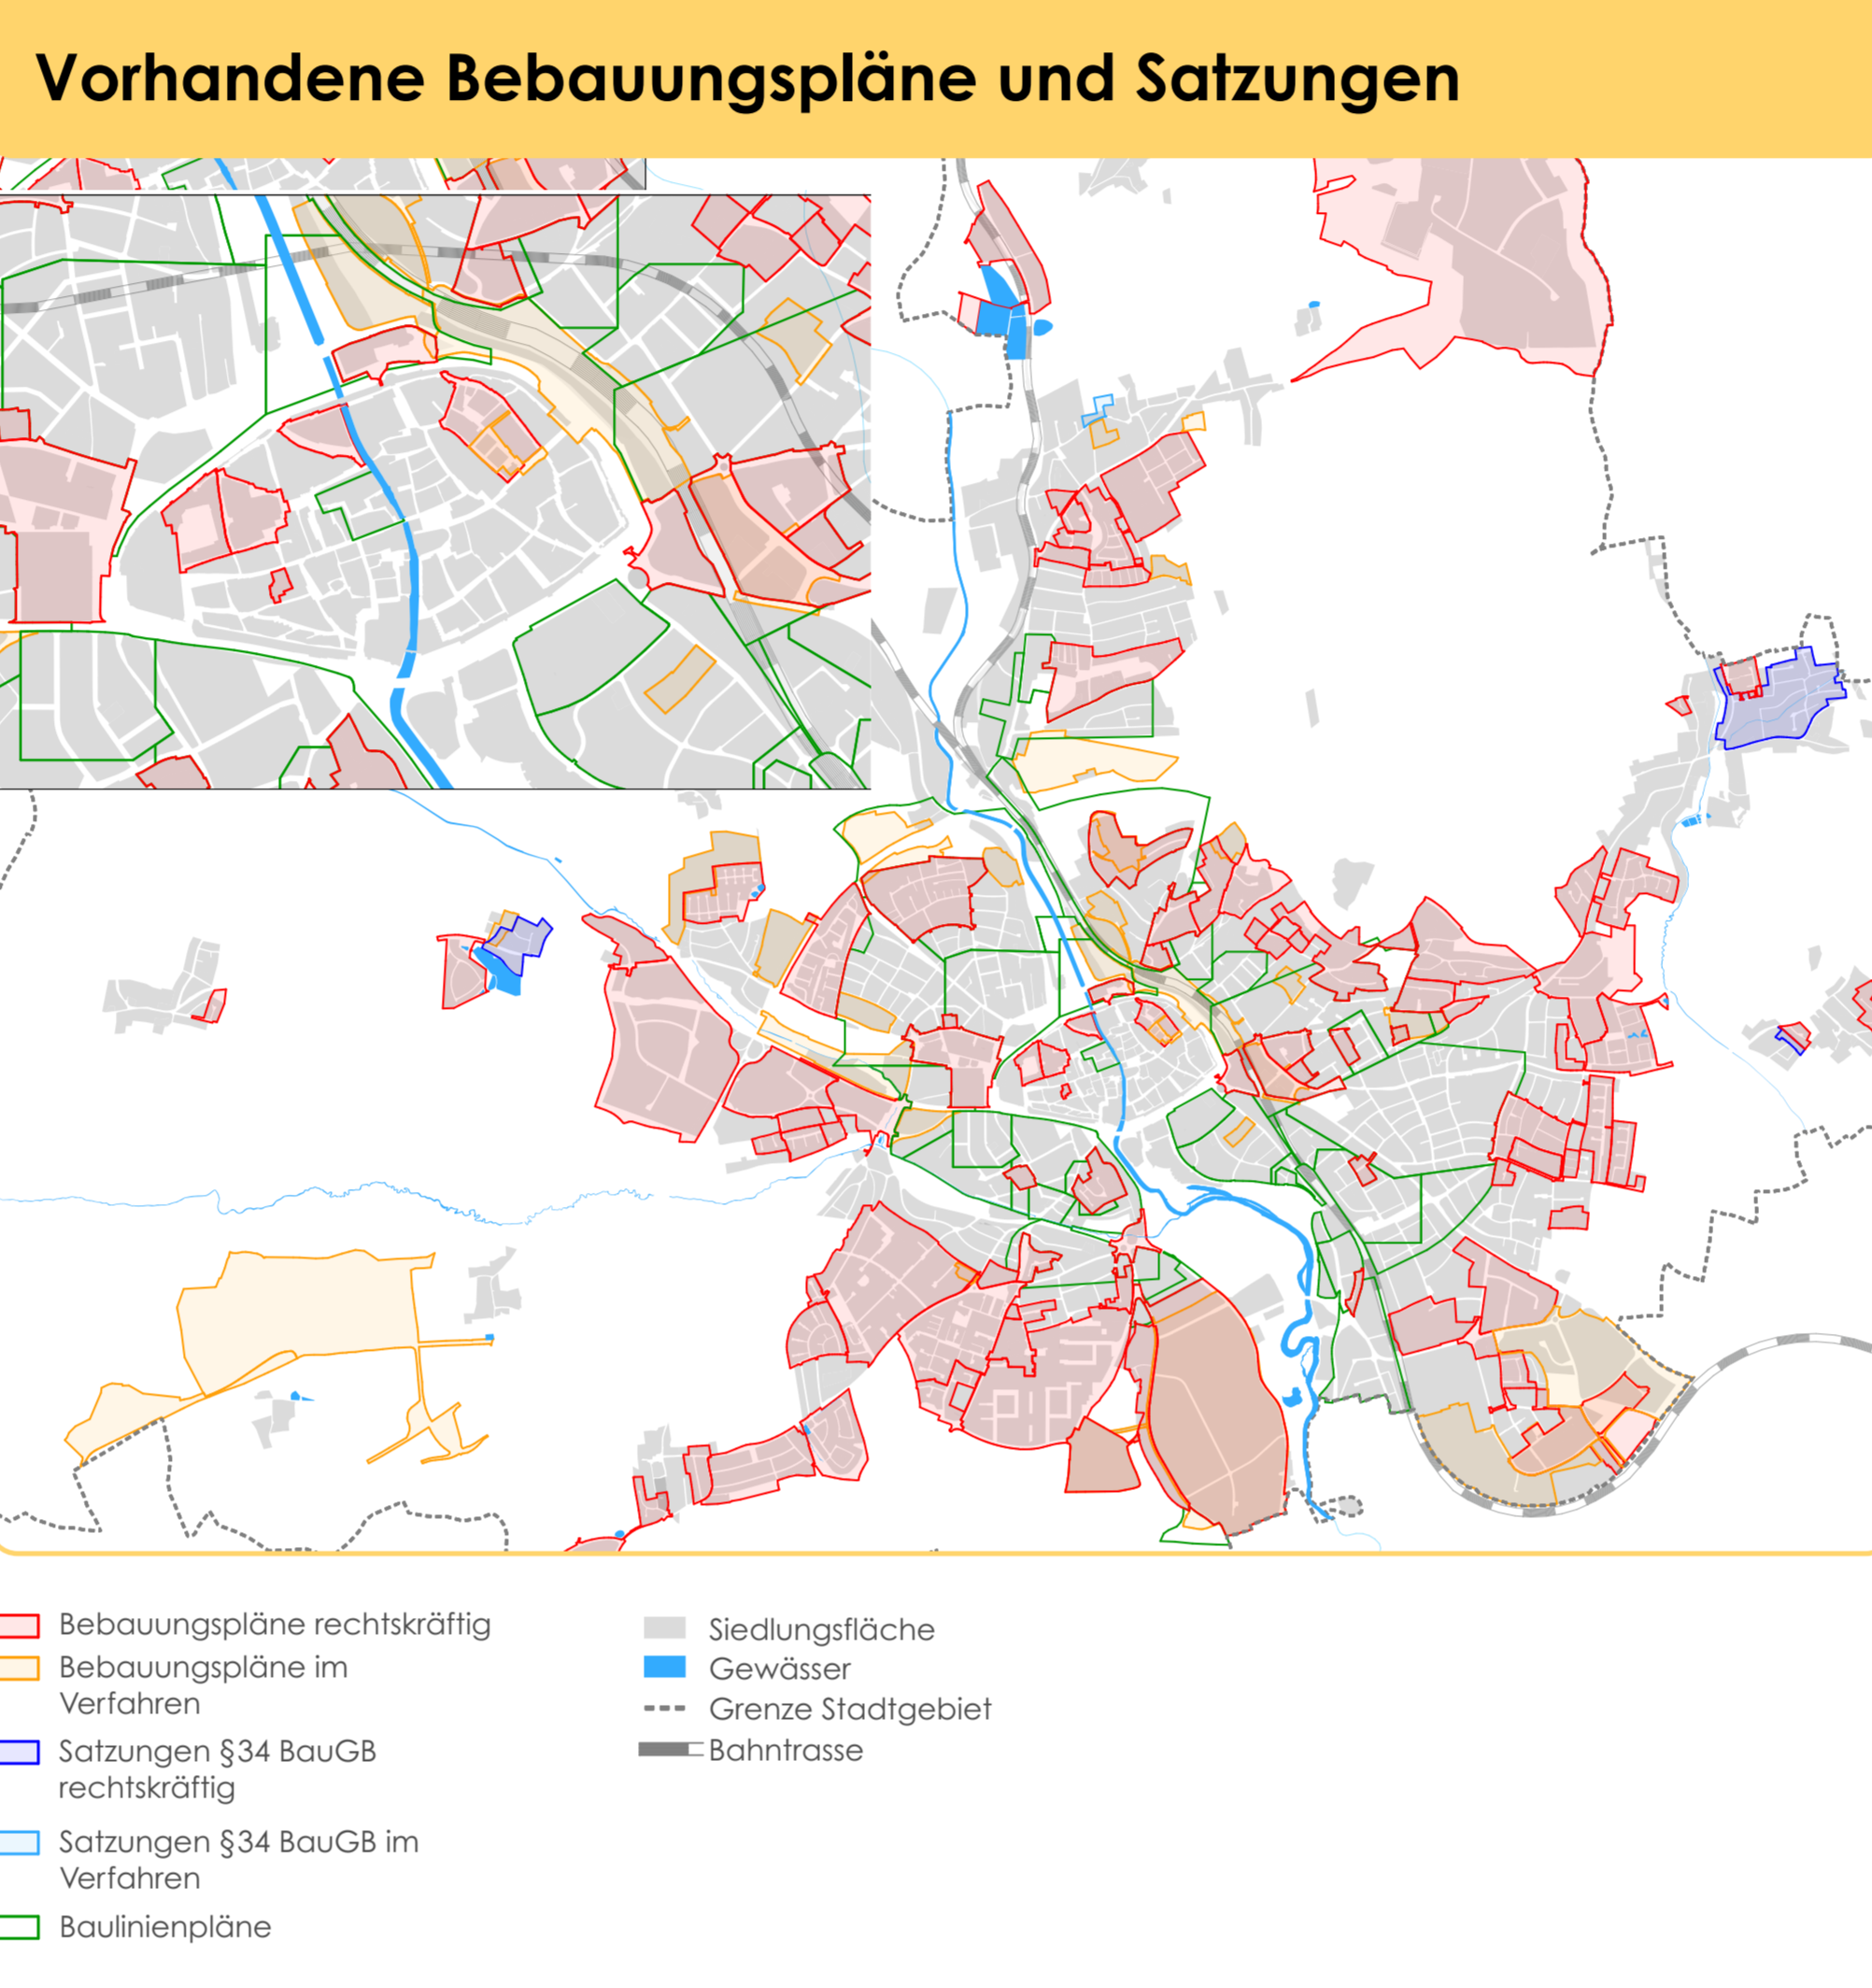 Vorhandene Bebauungspläne und Satzungen
Bebauungspläne rechtskräftig
Bebauungspläne im
Verfahren
Satzungen §34 BauGB
rechtskräftig
Satzungen §34 BauGB im
Verfahren
Baulinienpläne
Siedlungsfläche
Gewässer
Grenze Stadtgebiet
Bahntrasse